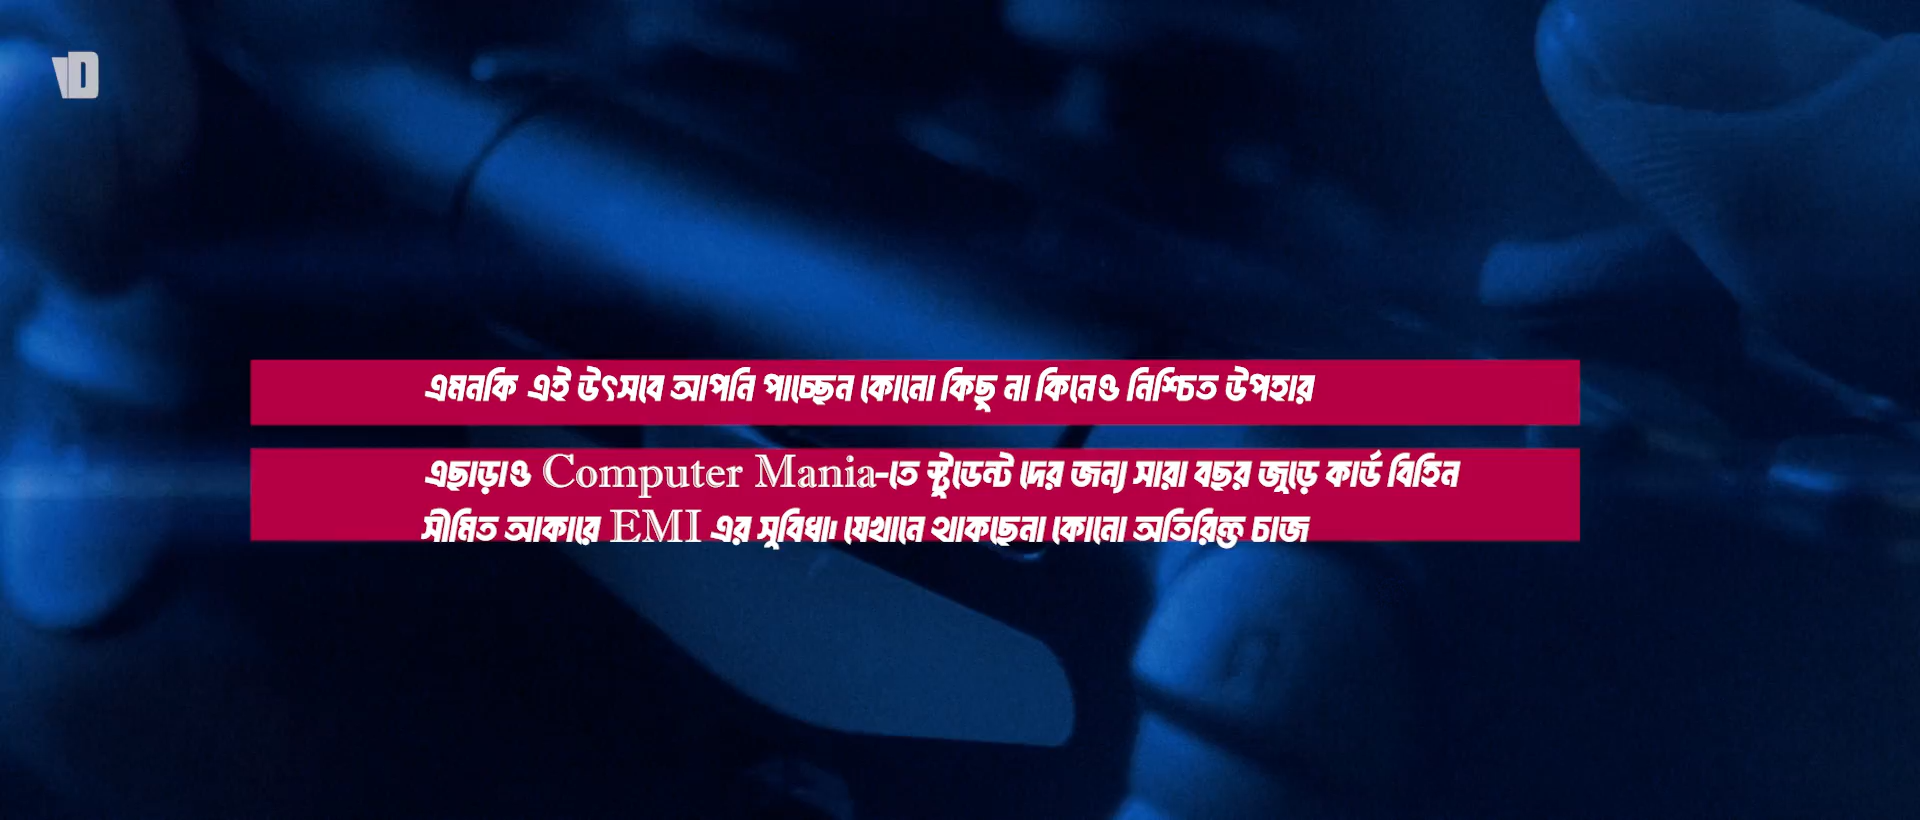 এমনকি এই উৎসবে আপনি পাচ্ছেন কোনো কিছু না কিনেও নিশ্চিত উপহার
এছাড়াও Computer Mania-তে স্টুডেন্ট দের জন্য সারা বছর জুড়ে কার্ড বিহিন
সীমিত আকারে EMI এর সুবিধা। যেখানে থাকছেনা কোনো অতিরিক্ত চাজ